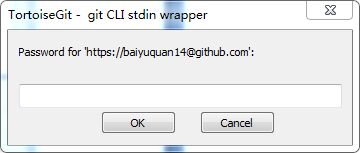 TortoiseGit -  git CLI stdin wrapper
Password for 'https://baiyuquan14@github.com':
OK
Cancel